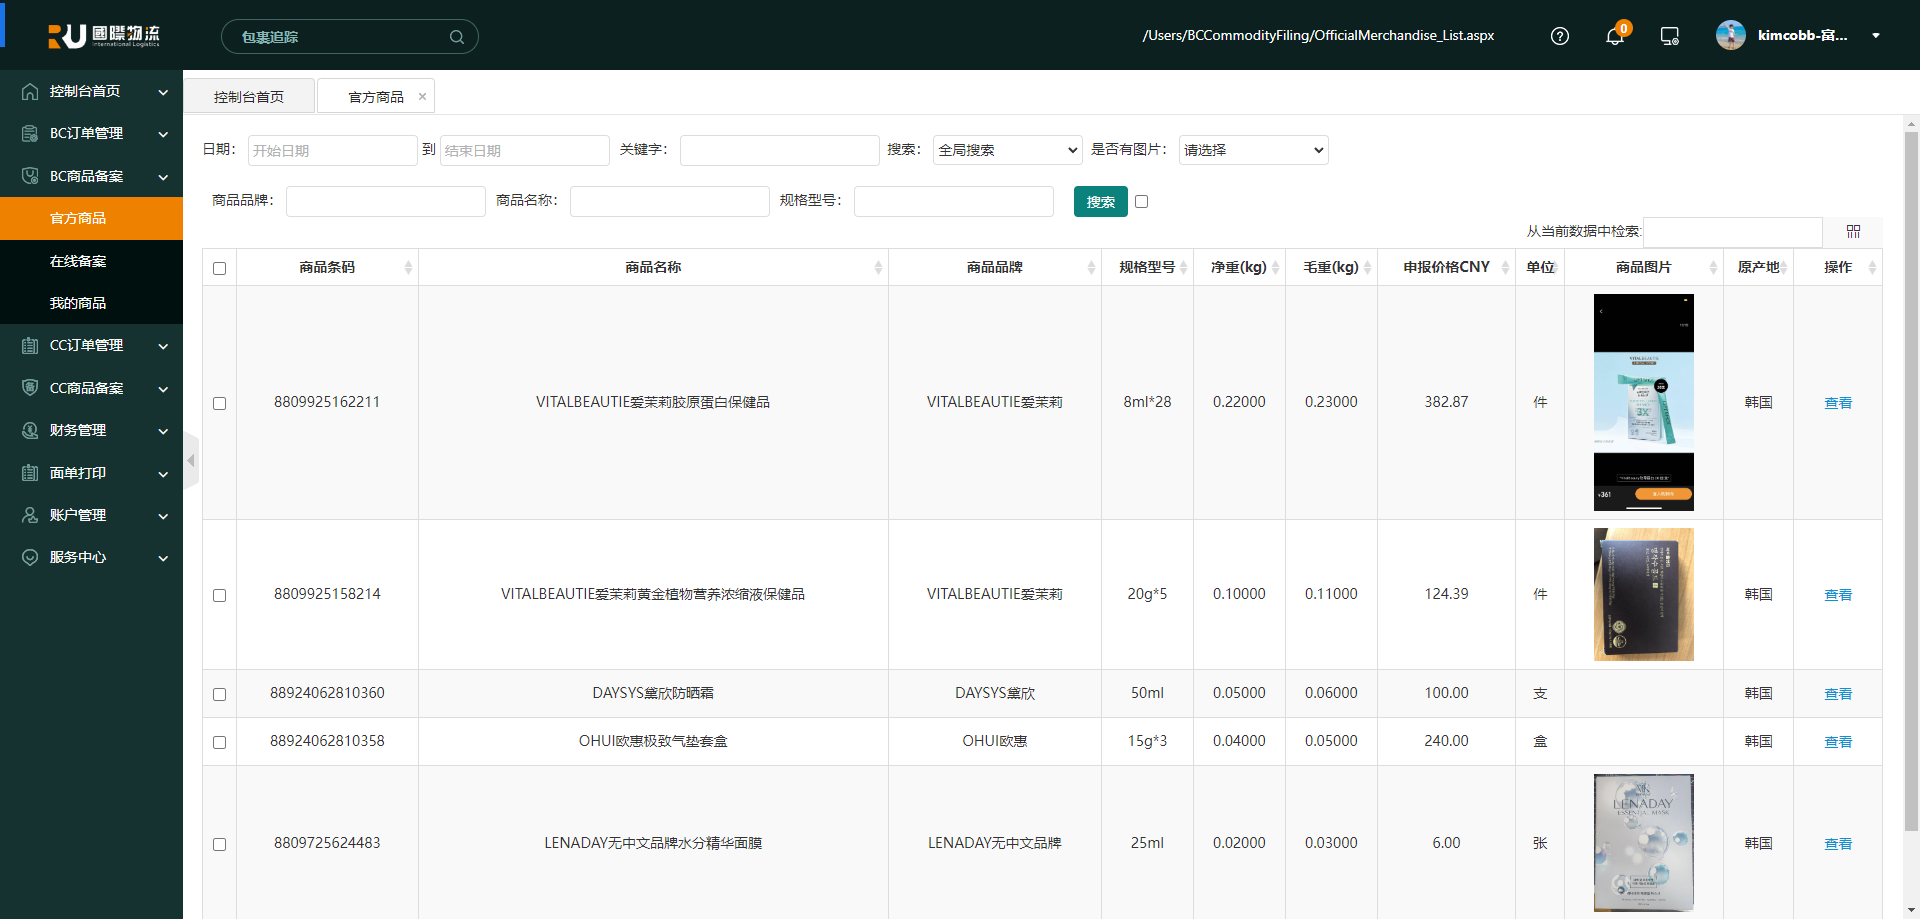 RU 國際物流
International Logistics
包裹追踪
/Users/BCCommodityFiling/OfficialMerchandise_List.aspx
0
kimcobb-富...
控制台首页
BC订单管理
BC商品备案
官方商品
在线备案
我的商品
CC订单管理
CC商品备案
财务管理
面单打印
账户管理
服务中心
控制台首页 官方商品 ×
日期： 开始日期 到 结束日期 关键字： 搜索： 全局搜索 是否有图片： 请选择
商品品牌： 商品名称： 规格型号： 搜索
从当前数据中检索:
商品条码 商品名称 商品品牌 规格型号 净重(kg) 毛重(kg) 申报价格CNY 单位 商品图片 原产地 操作
8809925162211 VITALBEAUTIE爱茉莉胶原蛋白保健品 VITALBEAUTIE爱茉莉 8ml*28 0.22000 0.23000 382.87 件 韩国 查看
VITALBEAUTIE
3X
¥361
8809925158214 VITALBEAUTIE爱茉莉黄金植物营养浓缩液保健品 VITALBEAUTIE爱茉莉 20g*5 0.10000 0.11000 124.39 件 韩国 查看
88924062810360 DAYSYS黛欣防晒霜 DAYSYS黛欣 50ml 0.05000 0.06000 100.00 支 韩国 查看
88924062810358 OHUI欧惠极致气垫套盒 OHUI欧惠 15g*3 0.04000 0.05000 240.00 盒 韩国 查看
8809725624483 LENADAY无中文品牌水分精华面膜 LENADAY无中文品牌 25ml 0.02000 0.03000 6.00 张 韩国 查看
LENADAY
ESSENTIAL MASK